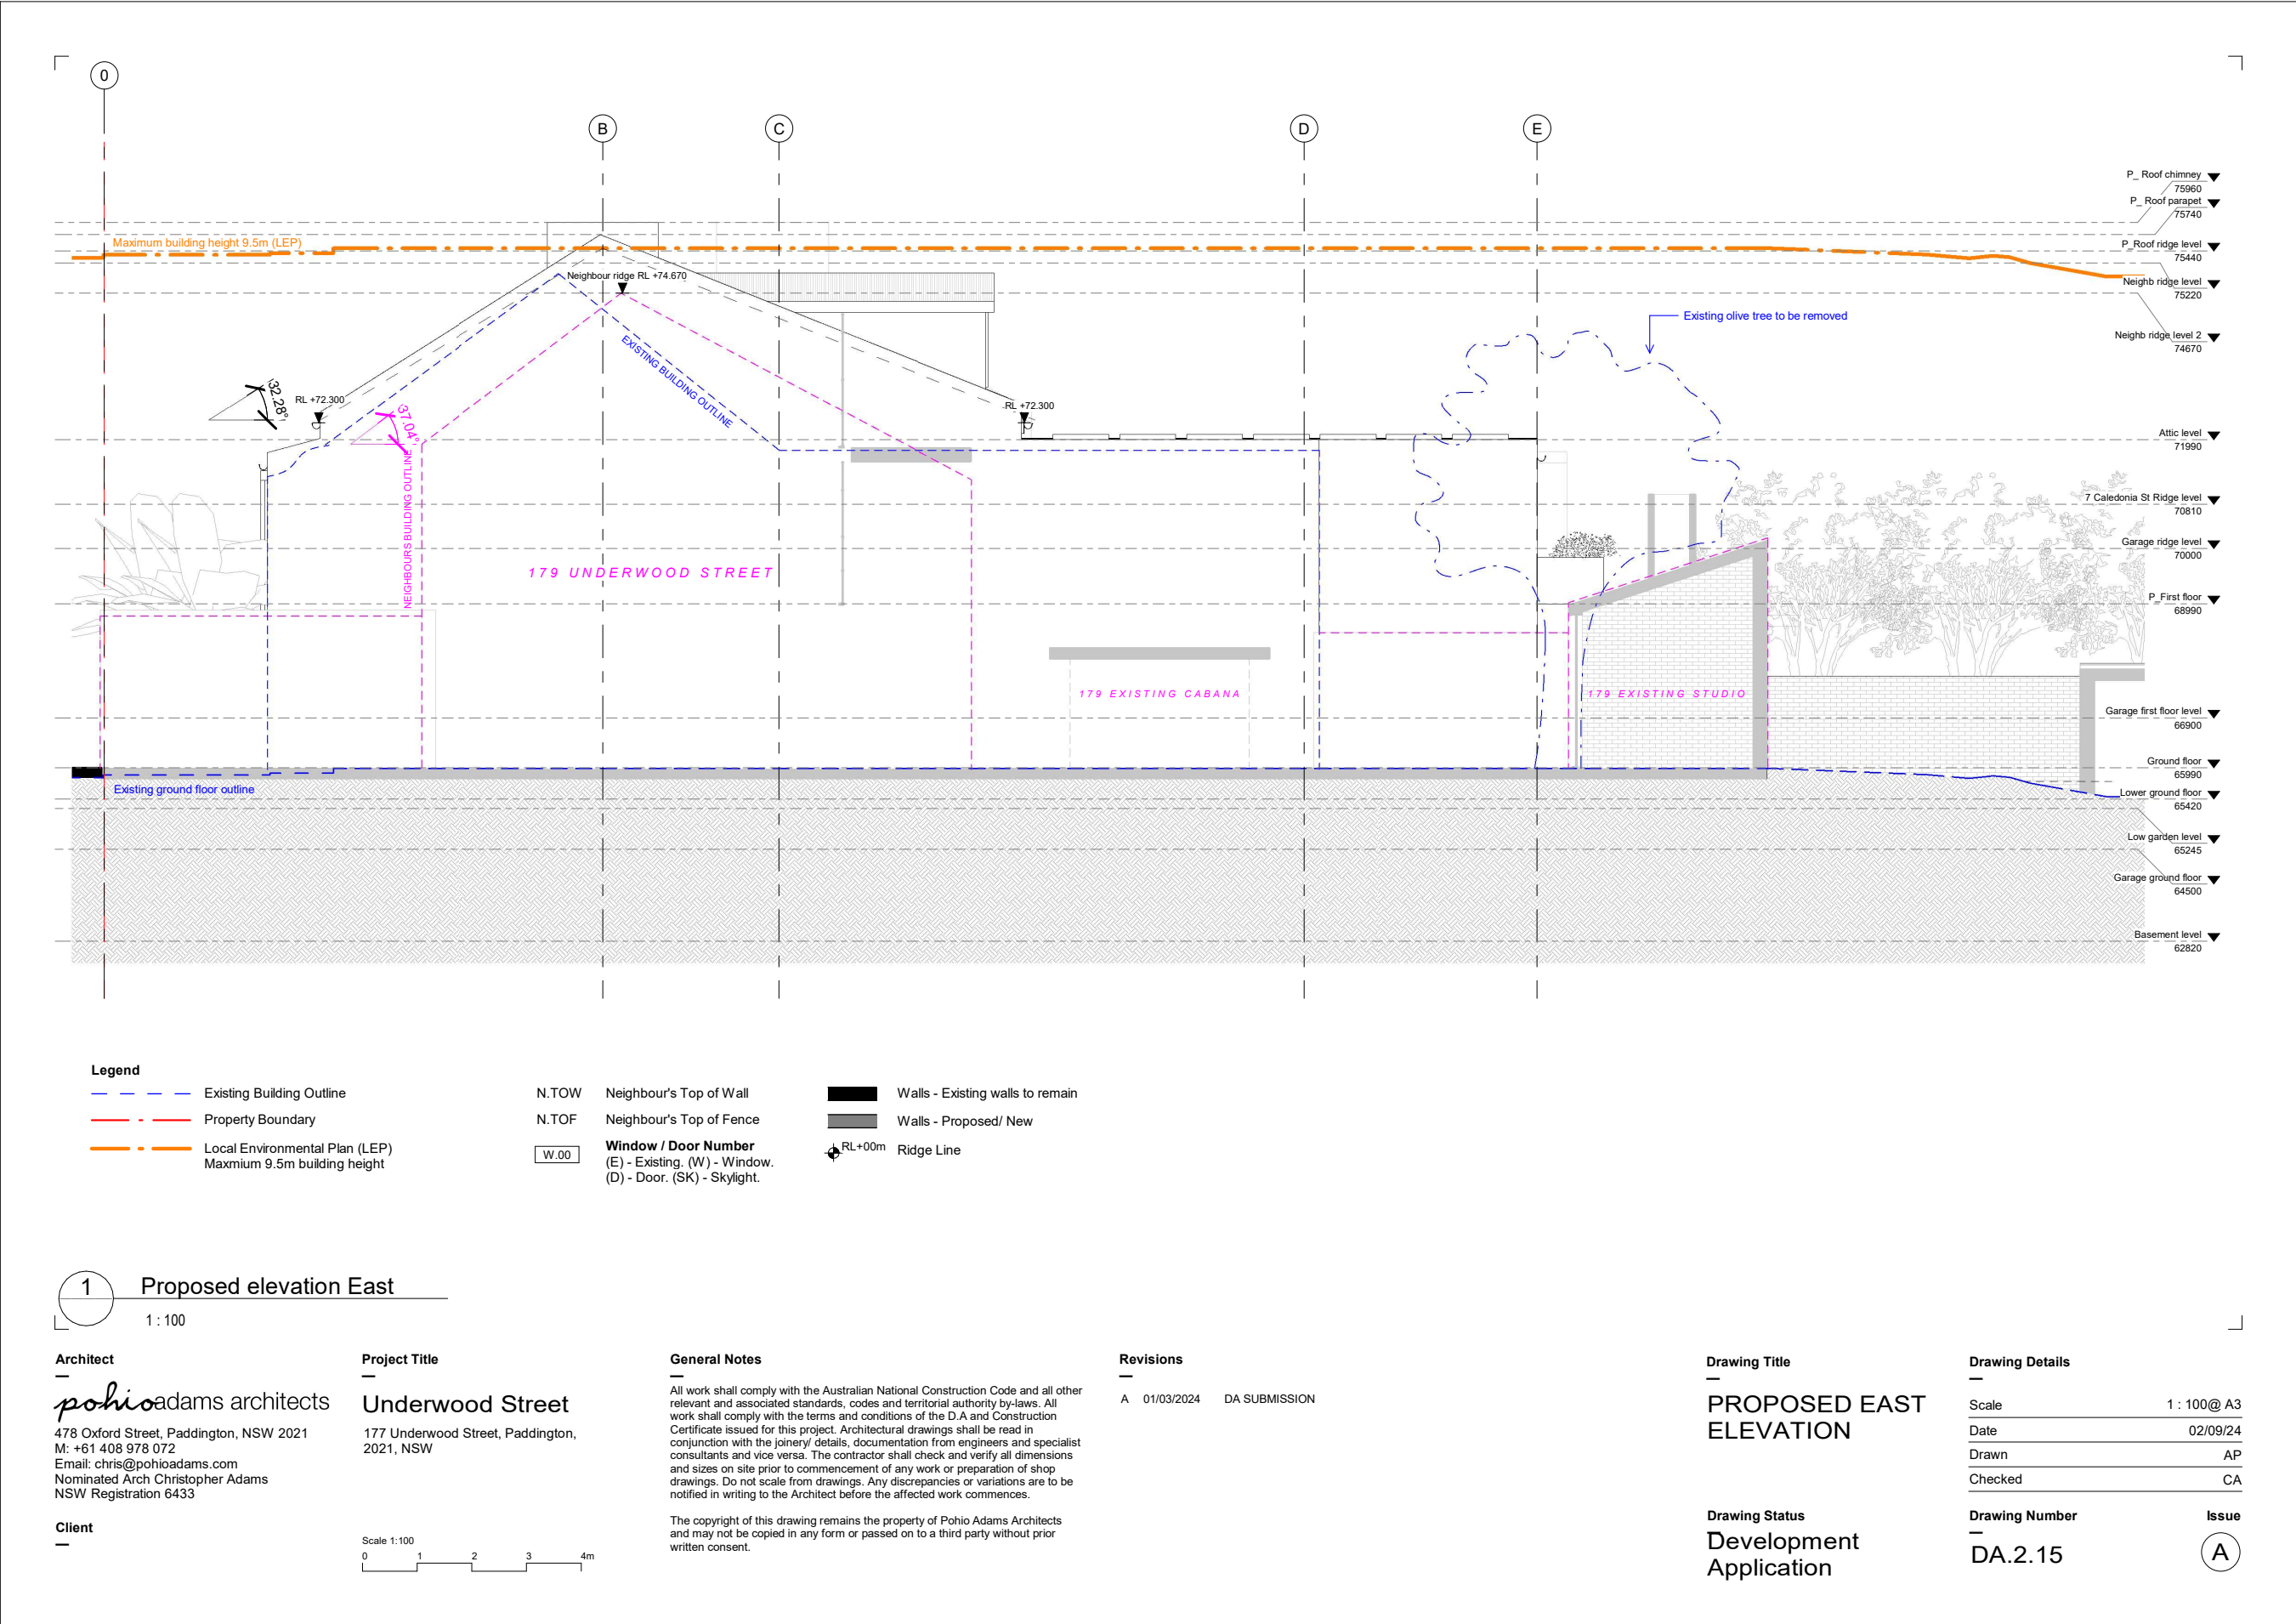 0
B
C
D
E
P_ Roof chimney
75960
P_ Roof parapet
75740
Maximum building height 9.5m (LEP)
P_Roof ridge level
75440
Neighbour ridge RL +74.670
Neighb ridge level
75220
Existing olive tree to be removed
Neighb ridge level 2
74670
EXISTING BUILDING OUTLINE
32.28°
RL +72.300
37.04°
RL +72.300
Attic level
71990
NEIGHBOURS BUILDING OUTLINE
7 Caledonia St Ridge level
70810
Garage ridge level
70000
179 UNDERWOOD STREET
P_First floor
68990
179 EXISTING CABANA
179 EXISTING STUDIO
Garage first floor level
66900
Ground floor
65990
Existing ground floor outline
Lower ground floor
65420
Low garden level
65245
Garage ground floor
64500
Basement level
62820
Legend
Existing Building Outline
Property Boundary
Local Environmental Plan (LEP)
Maxmium 9.5m building height
N.TOW Neighbour's Top of Wall
N.TOF Neighbour's Top of Fence
W.00 Window / Door Number
(E) - Existing. (W) - Window.
(D) - Door. (SK) - Skylight.
Walls - Existing walls to remain
Walls - Proposed/ New
RL+00m Ridge Line
1 Proposed elevation East
1 : 100
Architect
pohioadams architects
478 Oxford Street, Paddington, NSW 2021
M: +61 408 978 072
Email: chris@pohioadams.com
Nominated Arch Christopher Adams
NSW Registration 6433
Client
Project Title
Underwood Street
177 Underwood Street, Paddington,
2021, NSW
Scale 1:100
0 1 2 3 4m
General Notes
All work shall comply with the Australian National Construction Code and all other
relevant and associated standards, codes and territorial authority by-laws. All
work shall comply with the terms and conditions of the D.A and Construction
Certificate issued for this project. Architectural drawings shall be read in
conjunction with the joinery/ details, documentation from engineers and specialist
consultants and vice versa. The contractor shall check and verify all dimensions
and sizes on site prior to commencement of any work or preparation of shop
drawings. Do not scale from drawings. Any discrepancies or variations are to be
notified in writing to the Architect before the affected work commences.
The copyright of this drawing remains the property of Pohio Adams Architects
and may not be copied in any form or passed on to a third party without prior
written consent.
Revisions
A 01/03/2024 DA SUBMISSION
Drawing Title
PROPOSED EAST
ELEVATION
Drawing Status
Development
Application
Drawing Details
Scale 1 : 100@ A3
Date 02/09/24
Drawn AP
Checked CA
Drawing Number
DA.2.15
Issue
A